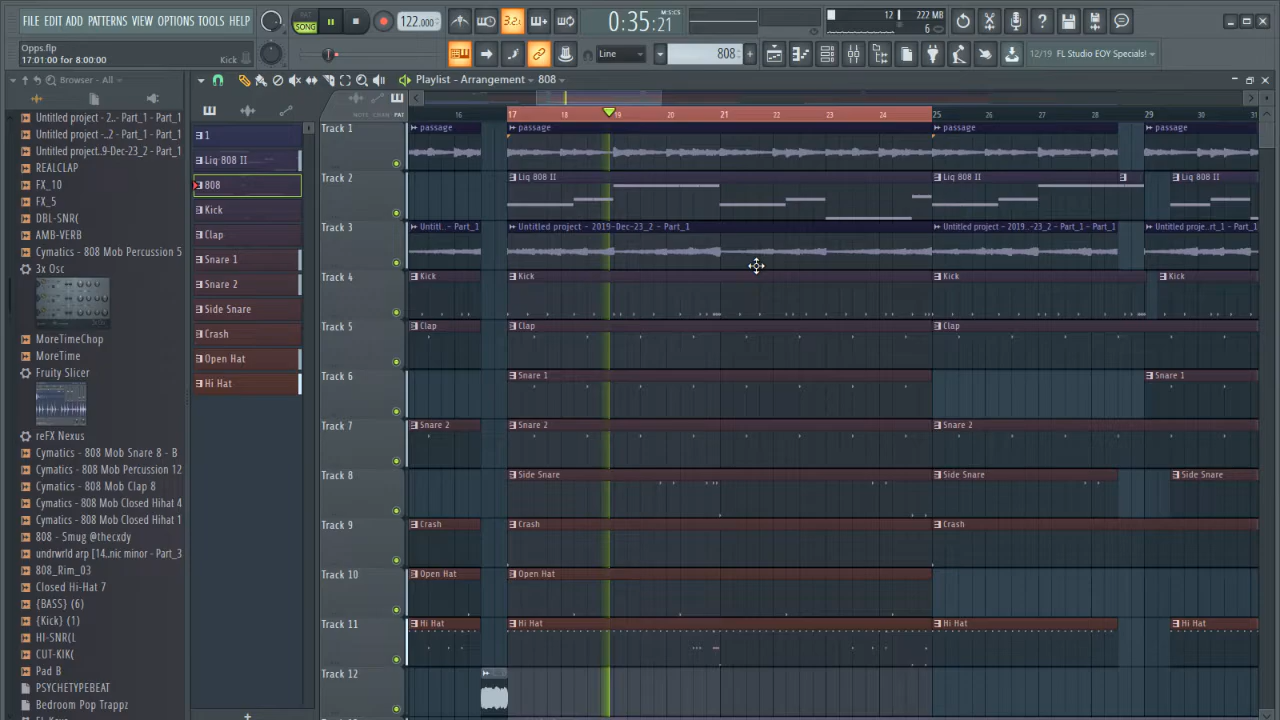 FILE EDIT ADD PATTERNS VIEW OPTIONS TOOLS HELP
PAT
SONG
122.000
3.2.
0:35:21
M:S:CS
12
222 MB
6
Opps.flp
17:01:00 for 8:00:00
Kick
Line
808
12/19 FL Studio EOY Specials!
Browser - All
Playlist - Arrangement
808
NOTE CHAN PAT
16
17
18
19
20
21
22
23
24
25
26
27
28
29
30
31
Untitled project - 2.. - Part_1
Untitled project -..2 - Part_1
Untitled project..9-Dec-23_2 - Part_1
REALCLAP
FX_10
FX_5
DBL-SNR(
AMB-VERB
Cymatics - 808 Mob Percussion 5
3x Osc
MoreTimeChop
MoreTime
Fruity Slicer
reFX Nexus
Cymatics - 808 Mob Snare 8 - B
Cymatics - 808 Mob Percussion 12
Cymatics - 808 Mob Clap 8
Cymatics - 808 Mob Closed Hihat 4
Cymatics - 808 Mob Closed Hihat 1
808 - Smug @thecxdy
undrwrld arp [14..nic minor - Part_3
808_Rim_03
Closed Hi-Hat 7
{BASS} (6)
{Kick} (1)
HI-SNR(L
CUT-KIK(
Pad B
PSYCHETYPEBEAT
Bedroom Pop Trappz
1
Liq 808 II
808
Kick
Clap
Snare 1
Snare 2
Side Snare
Crash
Open Hat
Hi Hat
Track 1
passage
passage
passage
passage
Track 2
Liq 808 II
Liq 808 II
Liq 808 II
Track 3
Untitl.. - Part_1
Untitled project - 2019-Dec-23_2 - Part_1
Untitled project - 2019..-23_2 - Part_1
Untitled proje..rt_1 - Part_1
Track 4
Kick
Kick
Kick
Kick
Track 5
Clap
Clap
Clap
Track 6
Snare 1
Snare 1
Track 7
Snare 2
Snare 2
Snare 2
Track 8
Side Snare
Side Snare
Side Snare
Track 9
Crash
Crash
Crash
Track 10
Open Hat
Open Hat
Track 11
Hi Hat
Hi Hat
Hi Hat
Hi Hat
Track 12